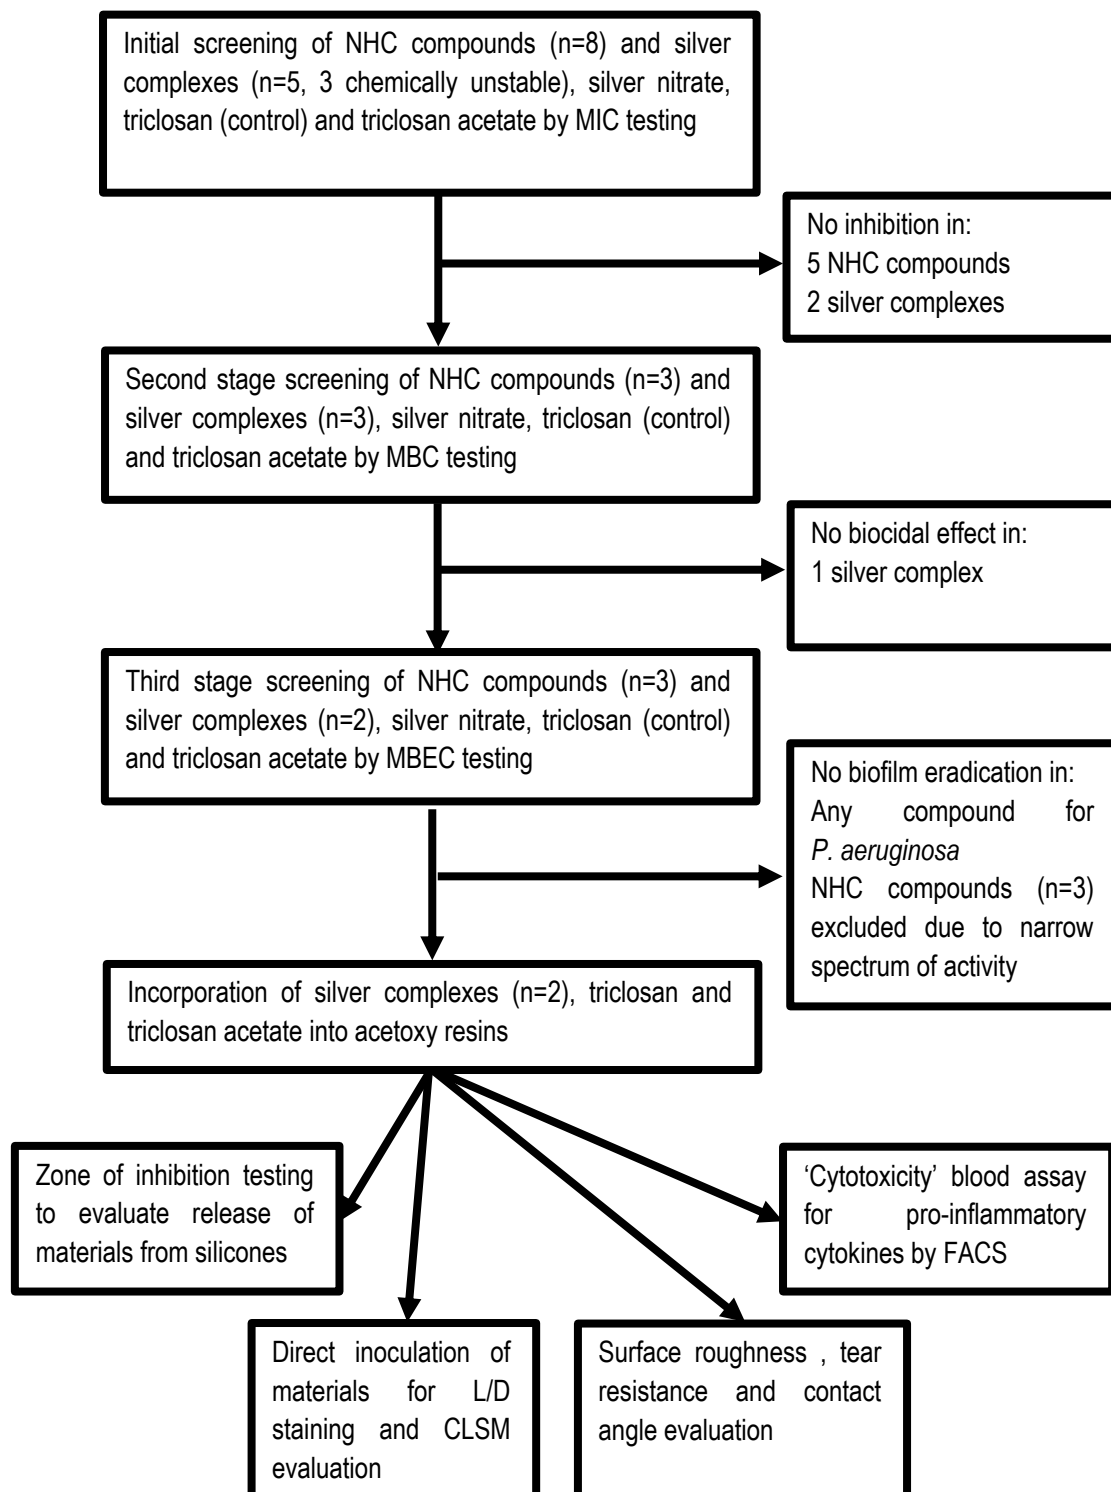 Initial screening of NHC compounds (n=8) and silver
complexes (n=5, 3 chemically unstable), silver nitrate,
triclosan (control) and triclosan acetate by MIC testing
No inhibition in:
5 NHC compounds
2 silver complexes
Second stage screening of NHC compounds (n=3) and
silver complexes (n=3), silver nitrate, triclosan (control)
and triclosan acetate by MBC testing
No biocidal effect in:
1 silver complex
Third stage screening of NHC compounds (n=3) and
silver complexes (n=2), silver nitrate, triclosan (control)
and triclosan acetate by MBEC testing
No biofilm eradication in:
Any compound for
P. aeruginosa
NHC compounds (n=3)
excluded due to narrow
spectrum of activity
Incorporation of silver complexes (n=2), triclosan and
triclosan acetate into acetoxy resins
Zone of inhibition testing
to evaluate release of
materials from silicones
Direct inoculation of
materials for L/D
staining and CLSM
evaluation
Surface roughness , tear
resistance and contact
angle evaluation
‘Cytotoxicity’ blood assay
for pro-inflammatory
cytokines by FACS